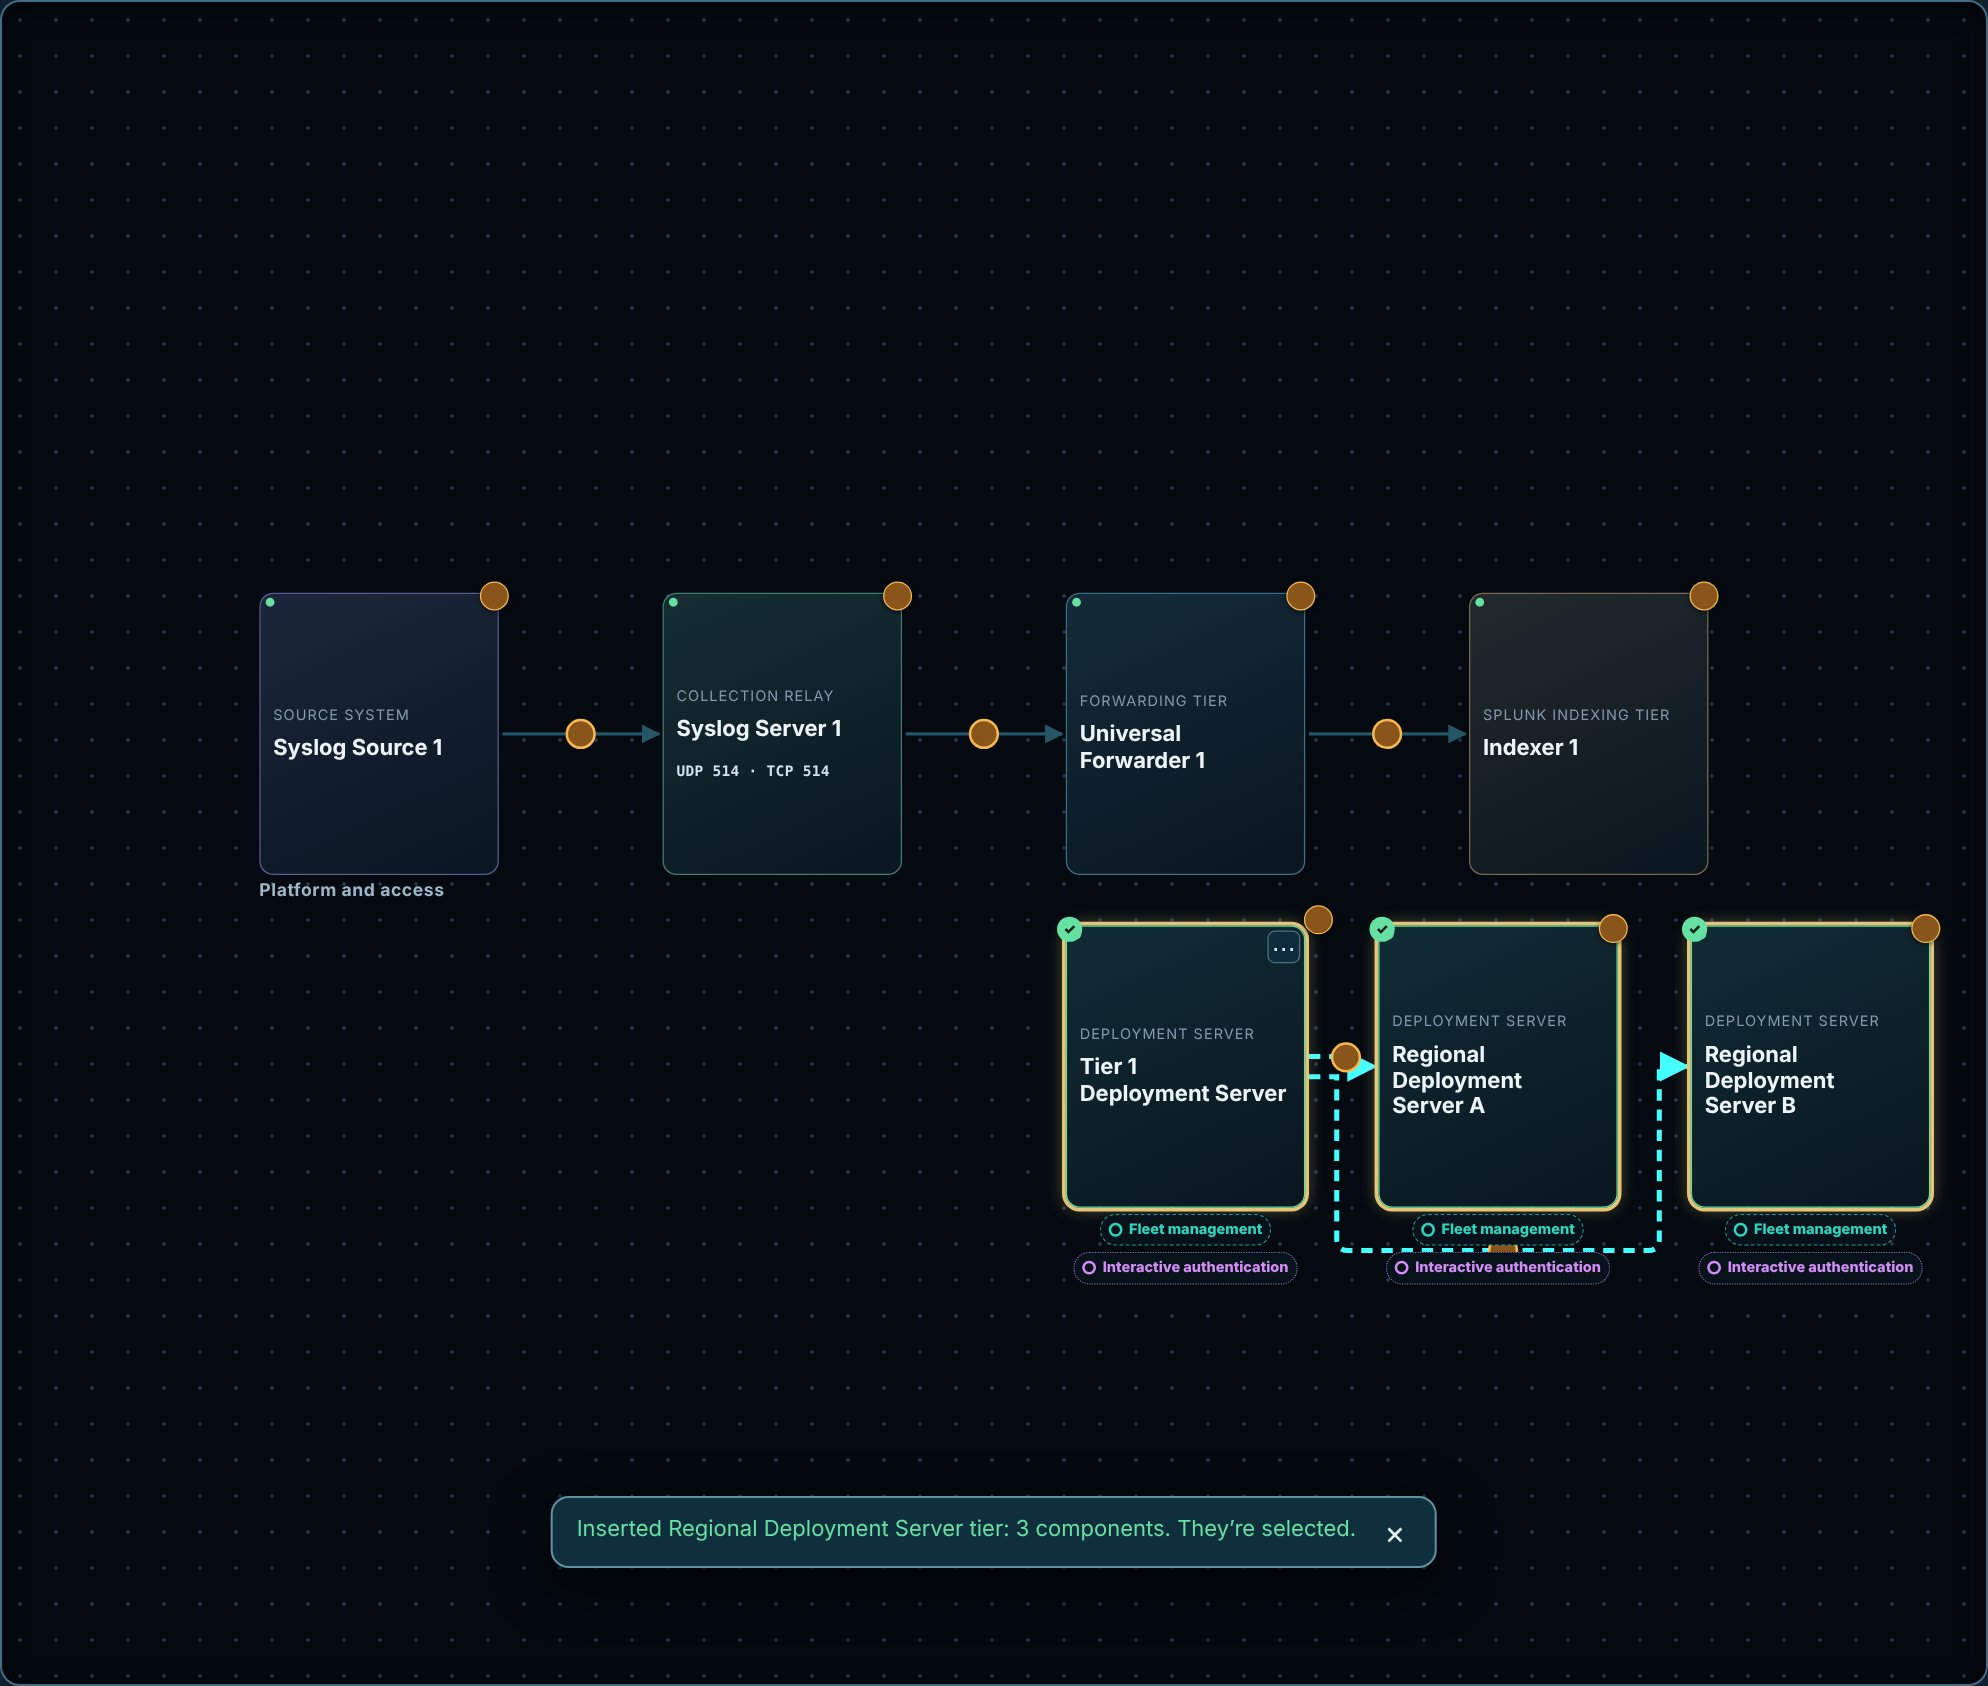 SOURCE SYSTEM
Syslog Source 1
COLLECTION RELAY
Syslog Server 1
UDP 514 · TCP 514
FORWARDING TIER
Universal
Forwarder 1
SPLUNK INDEXING TIER
Indexer 1
Platform and access
DEPLOYMENT SERVER
Tier 1
Deployment Server
Fleet management
Interactive authentication
DEPLOYMENT SERVER
Regional
Deployment
Server A
Fleet management
Interactive authentication
DEPLOYMENT SERVER
Regional
Deployment
Server B
Fleet management
Interactive authentication
Inserted Regional Deployment Server tier: 3 components. They’re selected.